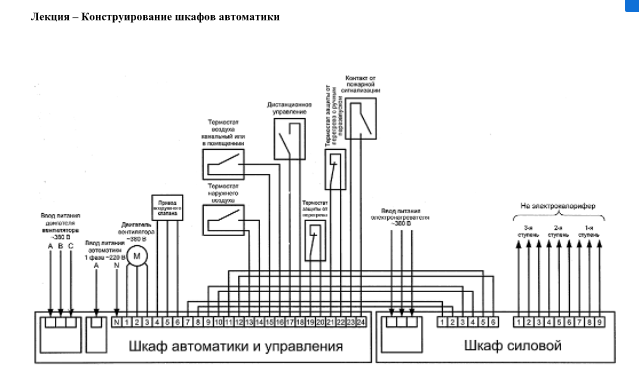 Лекция – Конструирование шкафов автоматики
Контакт от
пожарной
сигнализации
Термостат защиты от
перегрева с ручным
перезапуском
Дистанционное
управление
Термостат
воздуха
канальный или
в помещении
Термостат
наружного
воздуха
Термостат
защиты от
перегрева
Привод
воздушного
клапана
Ввод питания
двигателя
вентилятора
~380 В
A B C
Ввод питания
автоматики
1 фаза ~220 В
A N
Двигатель
вентилятора
~380 В
M
Ввод питания
электронагревателя
~380 В
На электрокалорифер
3-я
ступень
2-я
ступень
1-я
ступень
N 1 2 3 4 5 6 7 8 9 10 11 12 13 14 15 16 17 18 19 20 21 22 23 24
1 2 3 4 5 6
1 2 3 4 5 6 7 8 9
Шкаф автоматики и управления
Шкаф силовой